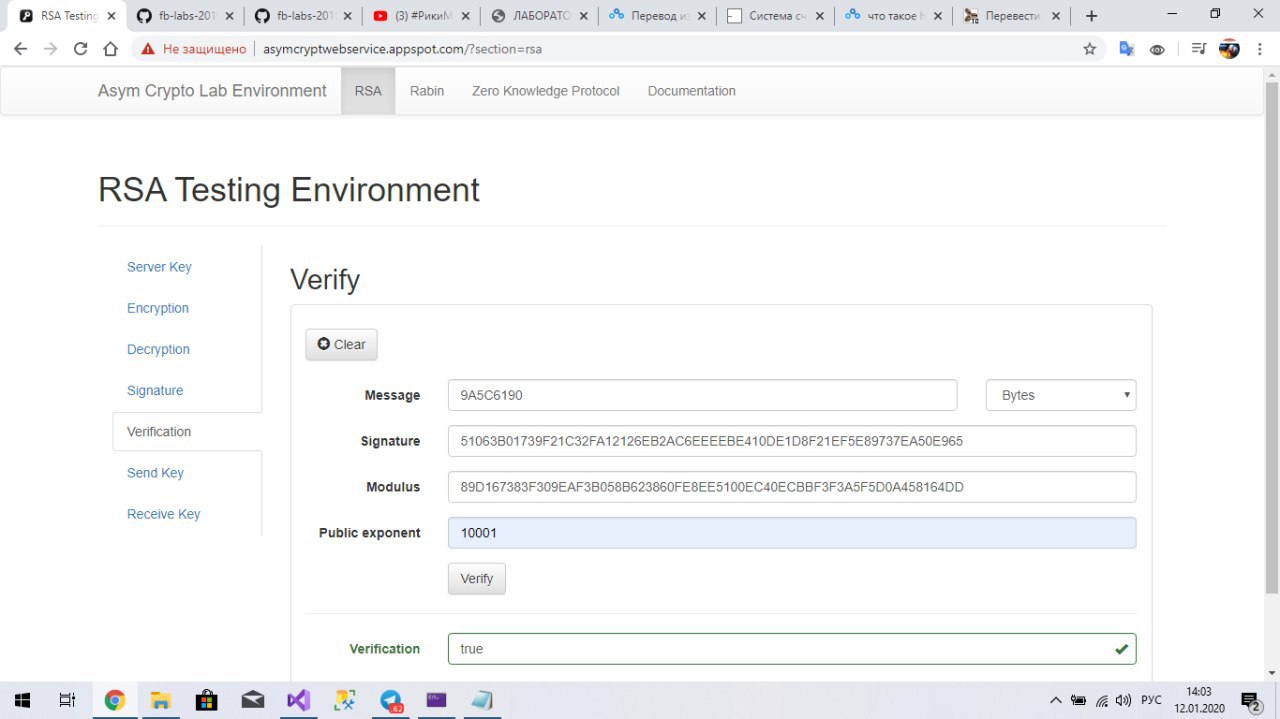 RSA Testing
fb-labs-201
fb-labs-201
(3) #РикиМ
ЛАБОРАТО
Перевод из
Система с
что такое
Перевести
Не защищено
asymcryptwebservice.appspot.com/?section=rsa
Asym Crypto Lab Environment
RSA
Rabin
Zero Knowledge Protocol
Documentation
RSA Testing Environment
Server Key
Encryption
Decryption
Signature
Verification
Send Key
Receive Key
Verify
Clear
Message
9A5C6190
Bytes
Signature
51063B01739F21C32FA12126EB2AC6EEEEBE410DE1D8F21EF5E89737EA50E965
Modulus
89D167383F309EAF3B058B623860FE8EE5100EC40ECBBF3F3A5F5D0A458164DD
Public exponent
10001
Verify
Verification
true
62
РУС
14:03
12.01.2020
2